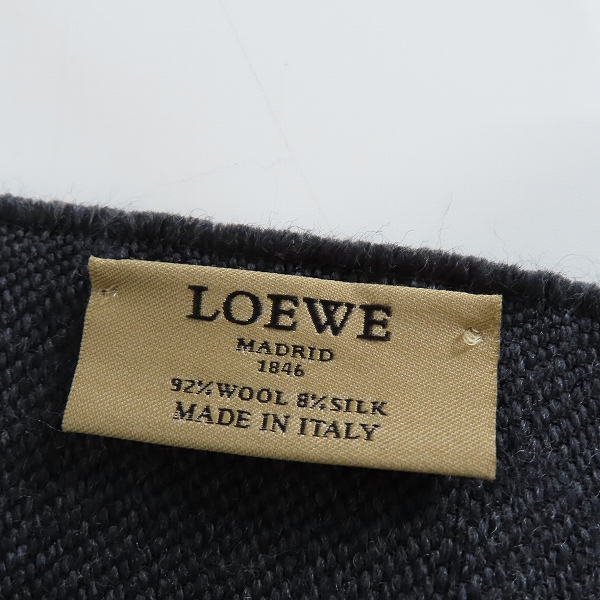 LOEWE
MADRID
1846
92% WOOL 8% SILK
MADE IN ITALY